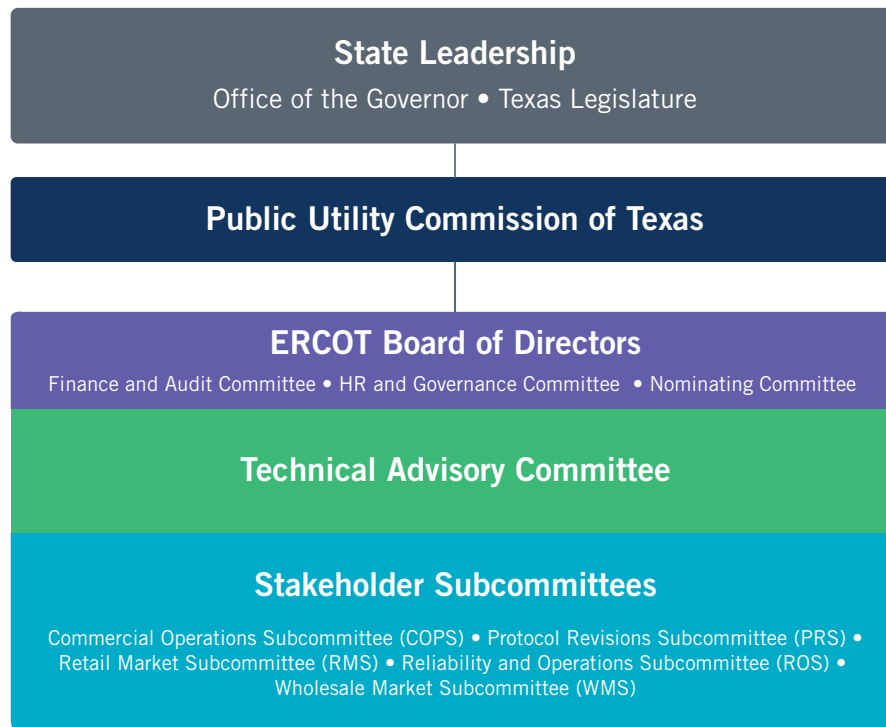 State Leadership
Office of the Governor • Texas Legislature
Public Utility Commission of Texas
ERCOT Board of Directors
Finance and Audit Committee • HR and Governance Committee • Nominating Committee
Technical Advisory Committee
Stakeholder Subcommittees
Commercial Operations Subcommittee (COPS) • Protocol Revisions Subcommittee (PRS) •
Retail Market Subcommittee (RMS) • Reliability and Operations Subcommittee (ROS) •
Wholesale Market Subcommittee (WMS)